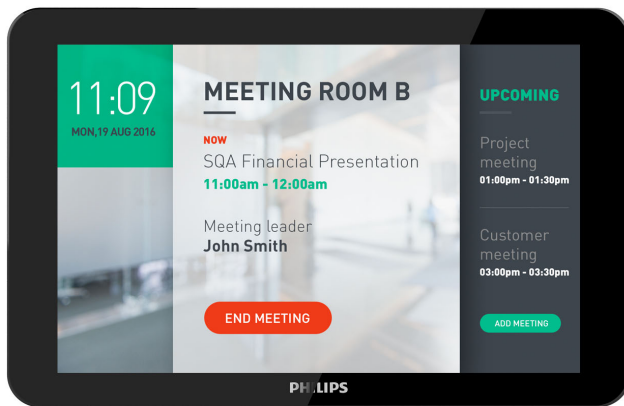 11:09
MON,19 AUG 2016
MEETING ROOM B
NOW
SQA Financial Presentation
11:00am - 12:00am
Meeting leader
John Smith
END MEETING
UPCOMING
Project
meeting
01:00pm - 01:30pm
Customer
meeting
03:00pm - 03:30pm
ADD MEETING
PHILIPS